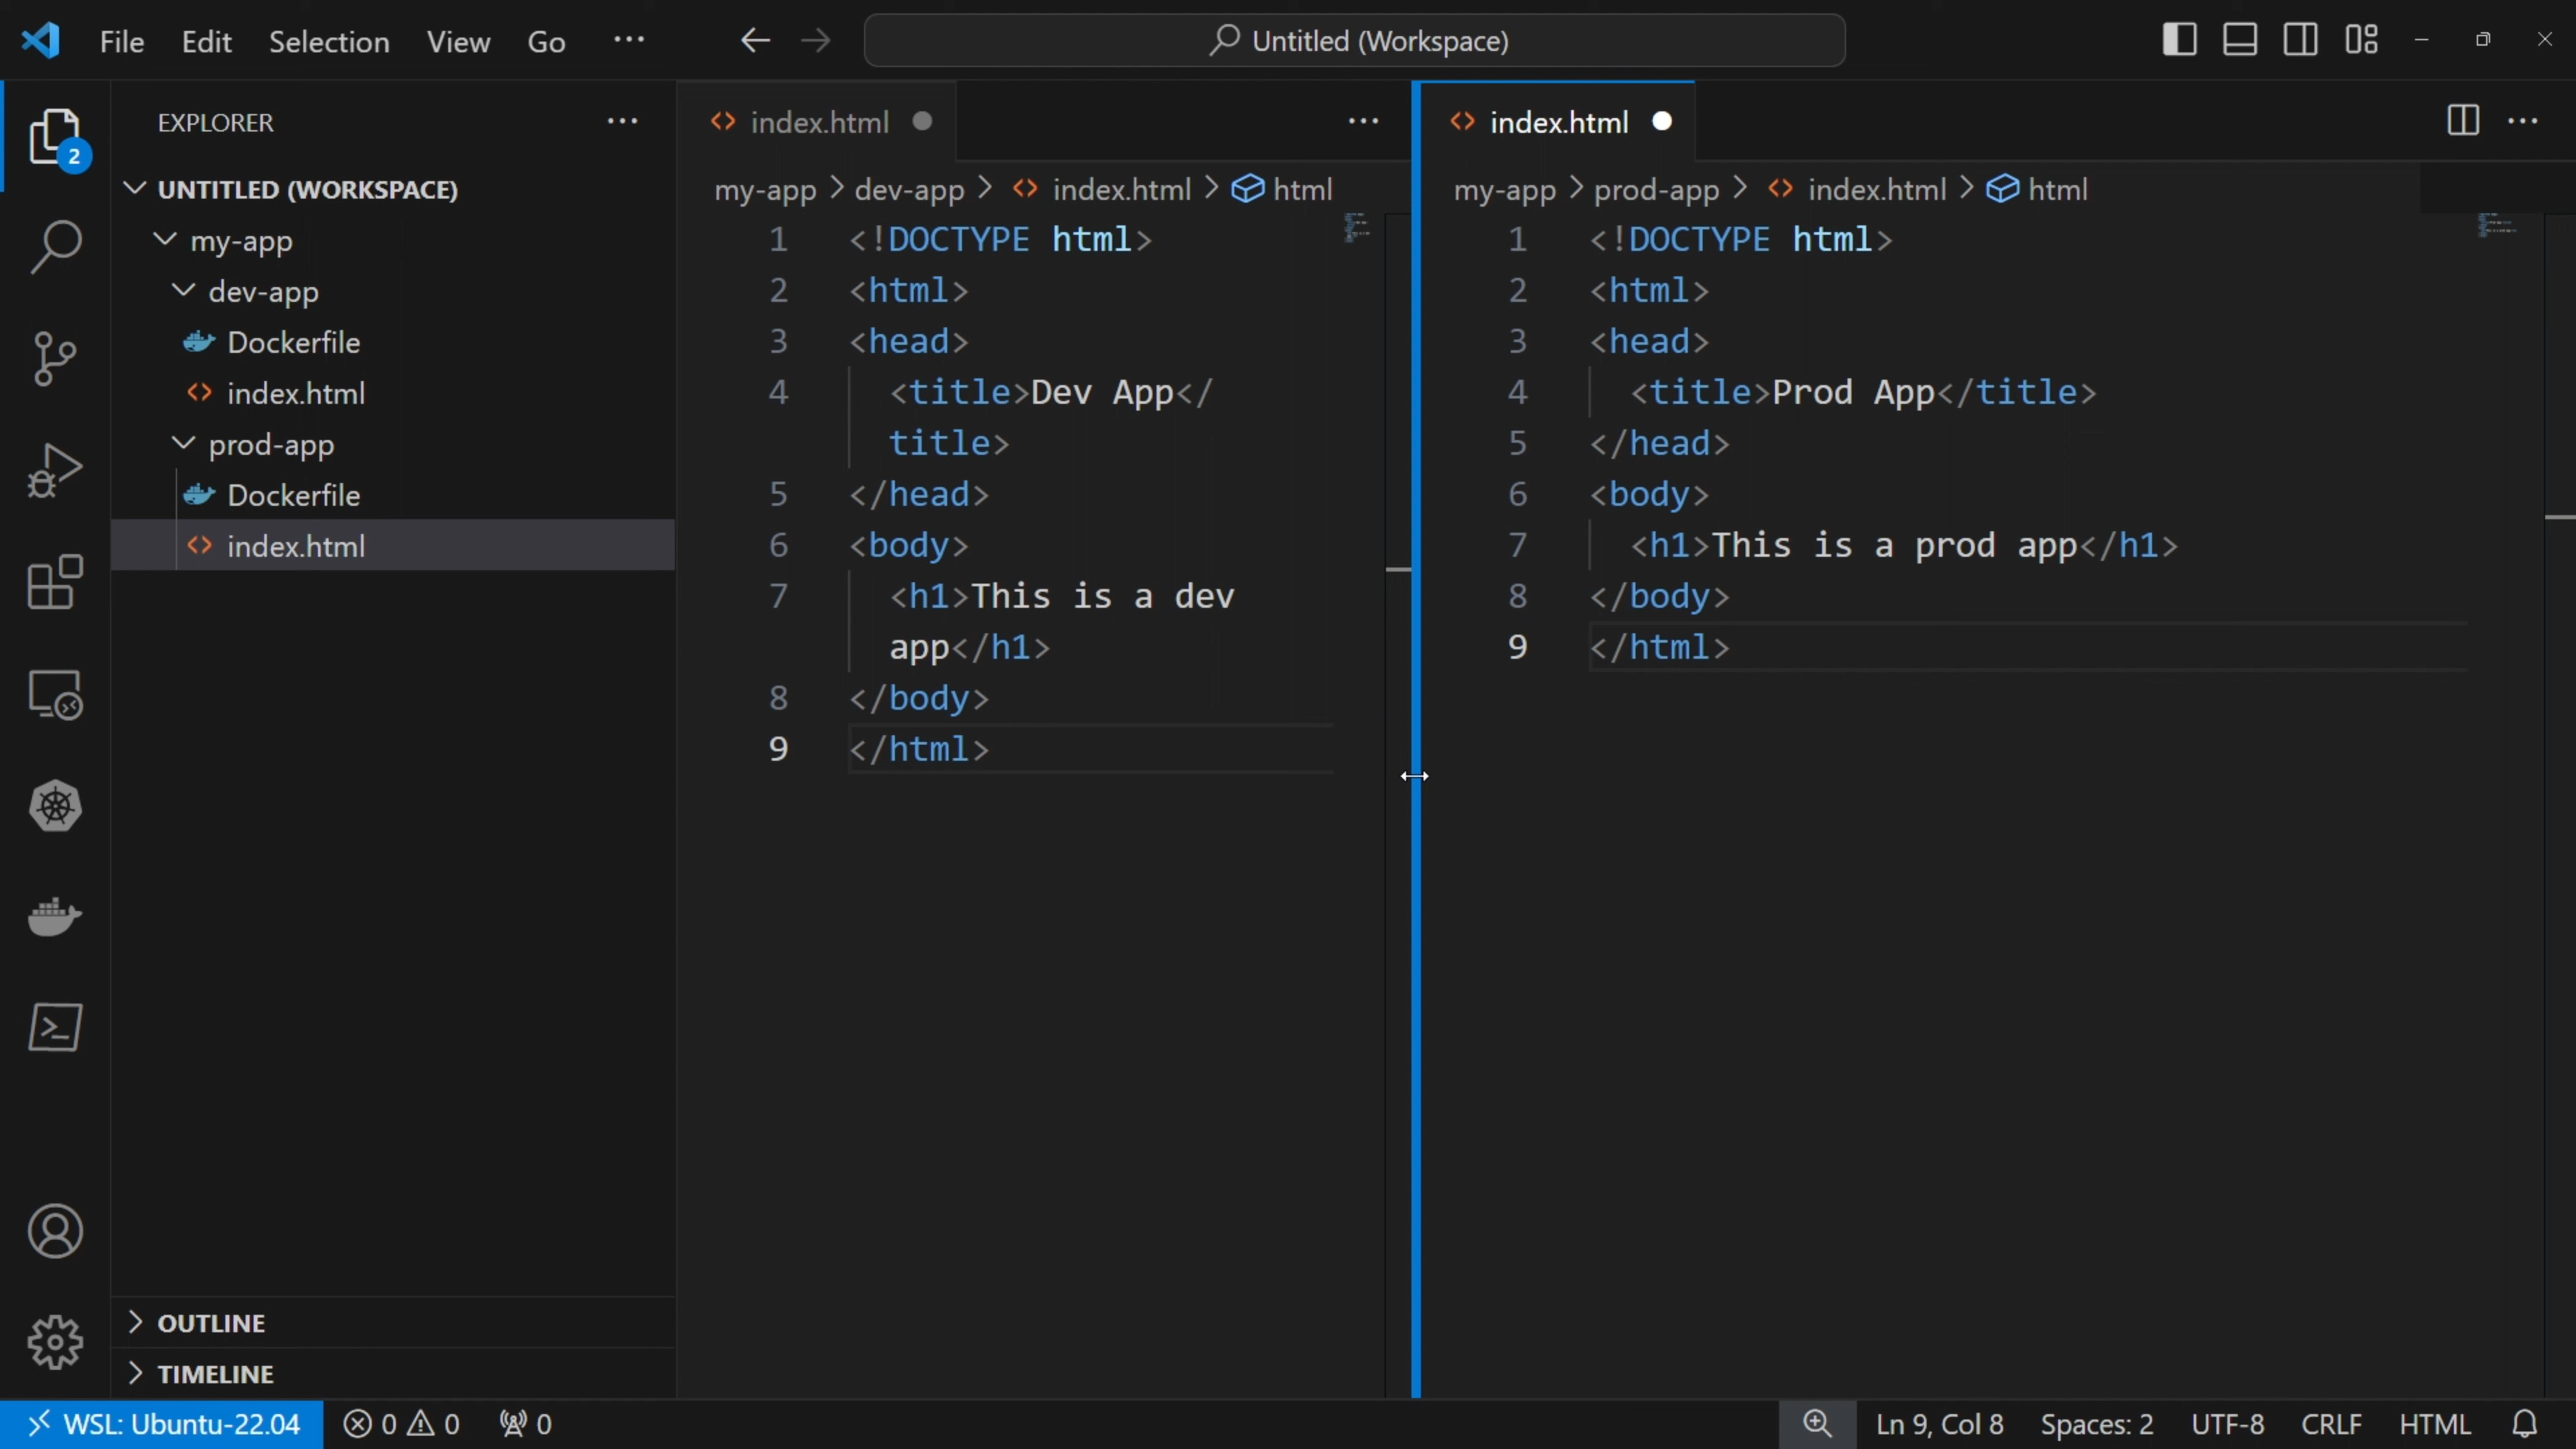 File Edit Selection View Go ··· Untitled (Workspace)
EXPLORER ···
2
UNTITLED (WORKSPACE)
my-app
dev-app
Dockerfile
index.html
prod-app
Dockerfile
index.html
OUTLINE
TIMELINE
index.html ···
my-app > dev-app > index.html > html
1 <!DOCTYPE html>
2 <html>
3 <head>
4 <title>Dev App</
title>
5 </head>
6 <body>
7 <h1>This is a dev
app</h1>
8 </body>
9 </html>
index.html ···
my-app > prod-app > index.html > html
1 <!DOCTYPE html>
2 <html>
3 <head>
4 <title>Prod App</title>
5 </head>
6 <body>
7 <h1>This is a prod app</h1>
8 </body>
9 </html>
WSL: Ubuntu-22.04 0 0 0 Ln 9, Col 8 Spaces: 2 UTF-8 CRLF HTML